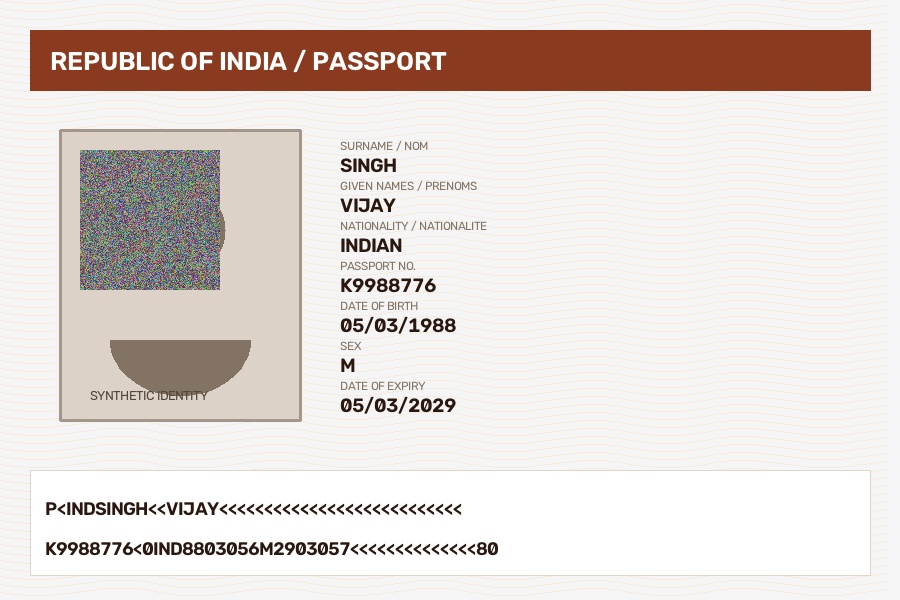 REPUBLIC OF INDIA / PASSPORT
SURNAME / NOM
SINGH
GIVEN NAMES / PRENOMS
VIJAY
NATIONALITY / NATIONALITE
INDIAN
PASSPORT NO.
K9988776
DATE OF BIRTH
05/03/1988
SEX
M
DATE OF EXPIRY
05/03/2029
SYNTHETIC IDENTITY
P<INDSINGH<<VIJAY<<<<<<<<<<<<<<<<<<<<<<<<<<<
K9988776<0IND8803056M2903057<<<<<<<<<<<<<<80